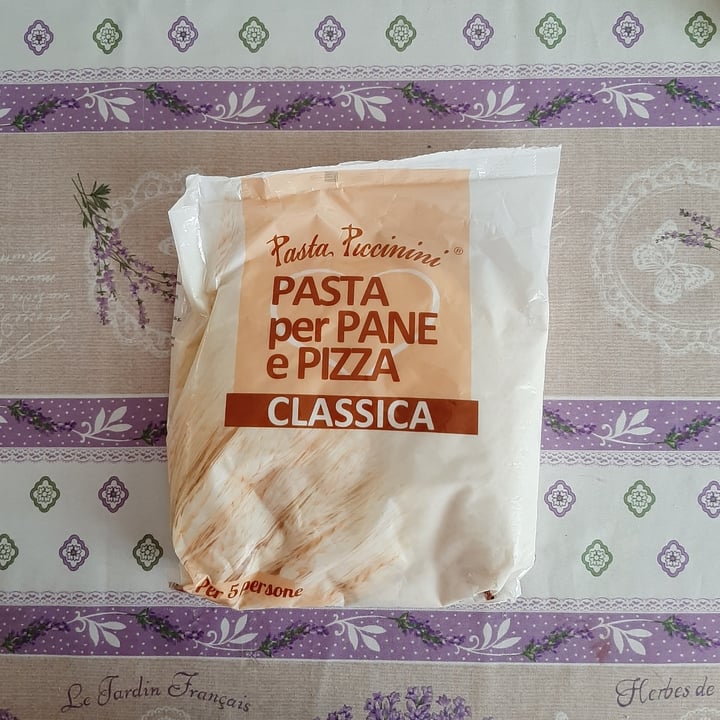 Pasta Piccinini®
PASTA
per PANE
e PIZZA
CLASSICA
Per 5 persone
Le Jardin Français
Herbes de